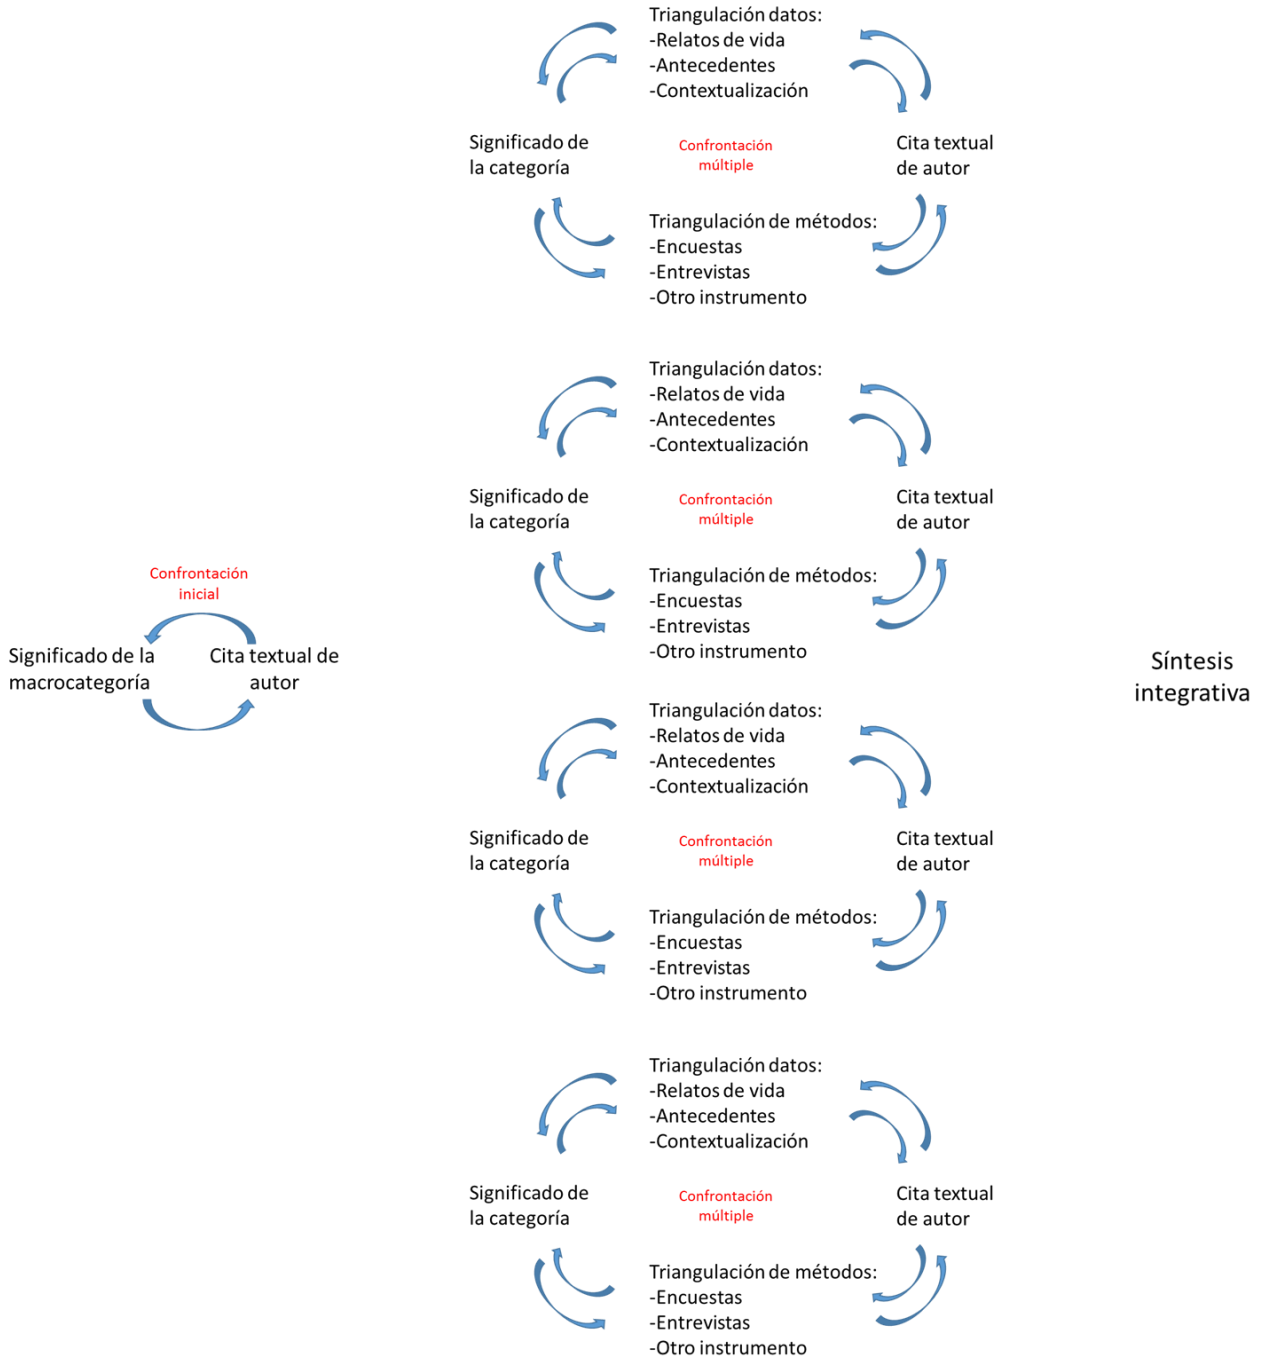 Confrontación
inicial
Significado de la
macrocategoría
Cita textual de
autor
Triangulación datos:
-Relatos de vida
-Antecedentes
-Contextualización
Significado de
la categoría
Confrontación
múltiple
Cita textual
de autor
Triangulación de métodos:
-Encuestas
-Entrevistas
-Otro instrumento
Triangulación datos:
-Relatos de vida
-Antecedentes
-Contextualización
Significado de
la categoría
Confrontación
múltiple
Cita textual
de autor
Triangulación de métodos:
-Encuestas
-Entrevistas
-Otro instrumento
Triangulación datos:
-Relatos de vida
-Antecedentes
-Contextualización
Significado de
la categoría
Confrontación
múltiple
Cita textual
de autor
Triangulación de métodos:
-Encuestas
-Entrevistas
-Otro instrumento
Triangulación datos:
-Relatos de vida
-Antecedentes
-Contextualización
Significado de
la categoría
Confrontación
múltiple
Cita textual
de autor
Triangulación de métodos:
-Encuestas
-Entrevistas
-Otro instrumento
Síntesis
integrativa